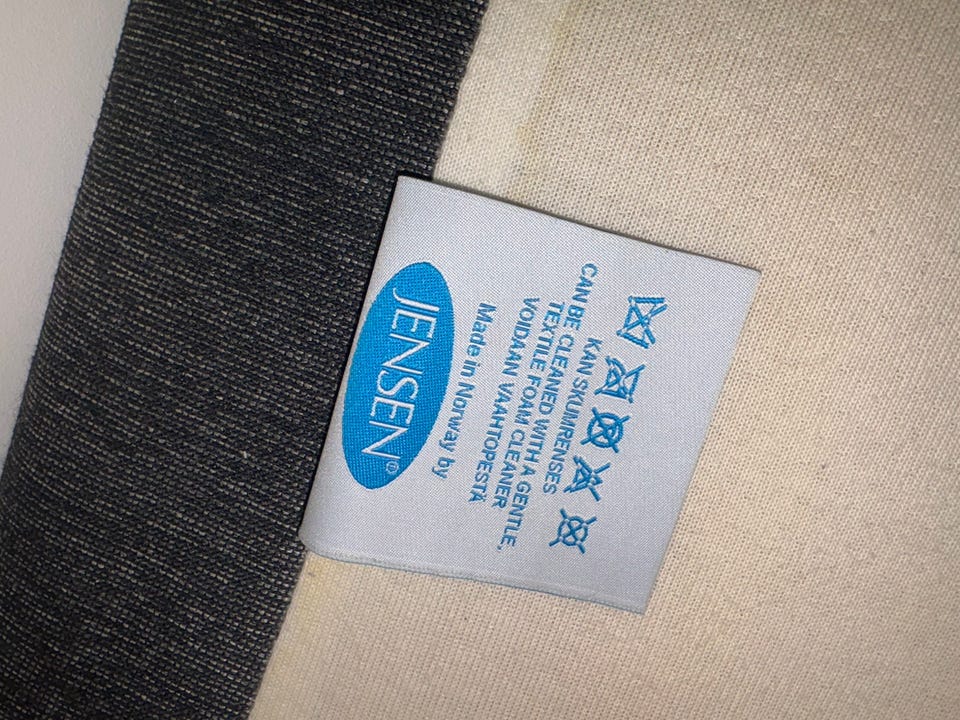 KAN SKUMRENSES
CAN BE CLEANED WITH A GENTLE,
TEXTILE FOAM CLEANER
VOIDAAN VAAHTOPESTÄ
Made in Norway by
JENSEN®